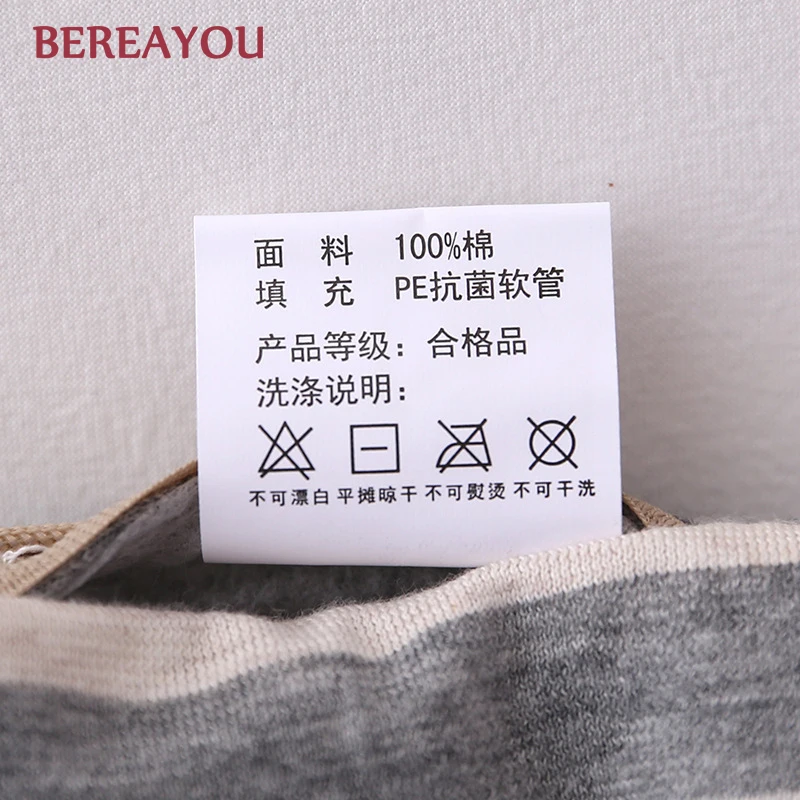 BEREAYOU
面 料 100%棉
填 充 PE抗菌软管
产品等级：合格品
洗涤说明：
不可漂白 平摊晾干 不可熨烫 不可干洗